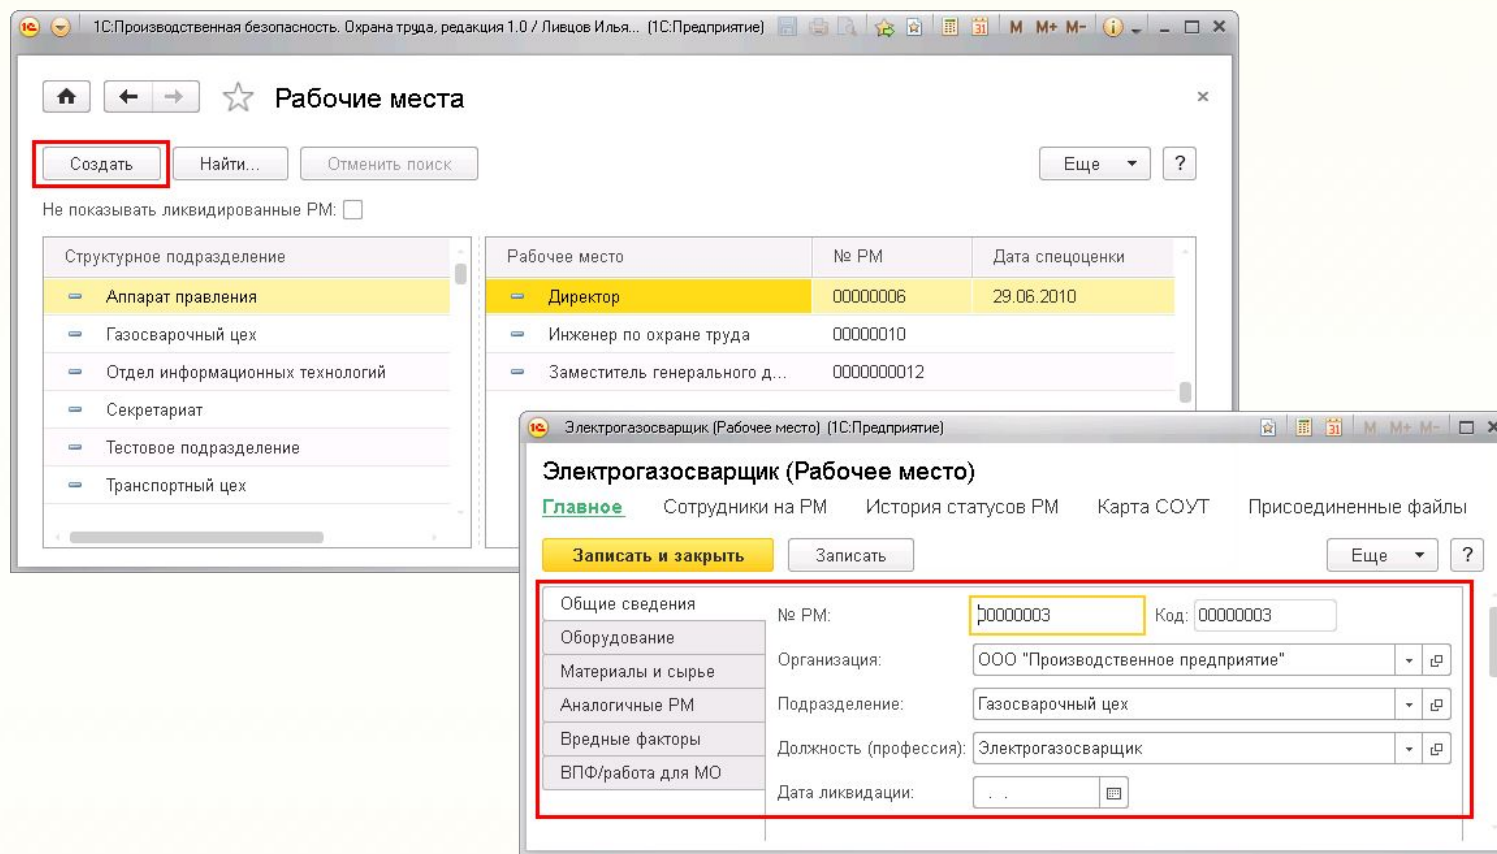 1С:Производственная безопасность. Охрана труда, редакция 1.0 / Ливцов Илья... (1С:Предприятие) 31 M M+ M-
Рабочие места
Создать Найти... Отменить поиск Еще ?
Не показывать ликвидированные РМ:
Структурное подразделение Рабочее место № РМ Дата спецоценки
Аппарат правления Директор 00000006 29.06.2010
Газосварочный цех Инженер по охране труда 00000010
Отдел информационных технологий Заместитель генерального д... 0000000012
Секретариат
Тестовое подразделение
Транспортный цех
Электрогазосварщик (Рабочее место) (1С:Предприятие) 31 M M+ M-
Электрогазосварщик (Рабочее место)
Главное Сотрудники на РМ История статусов РМ Карта СОУТ Присоединенные файлы
Записать и закрыть Записать Еще ?
Общие сведения
Оборудование
Материалы и сырье
Аналогичные РМ
Вредные факторы
ВПФ/работа для МО
№ РМ: 00000003 Код: 00000003
Организация: ООО "Производственное предприятие"
Подразделение: Газосварочный цех
Должность (профессия): Электрогазосварщик
Дата ликвидации: . .